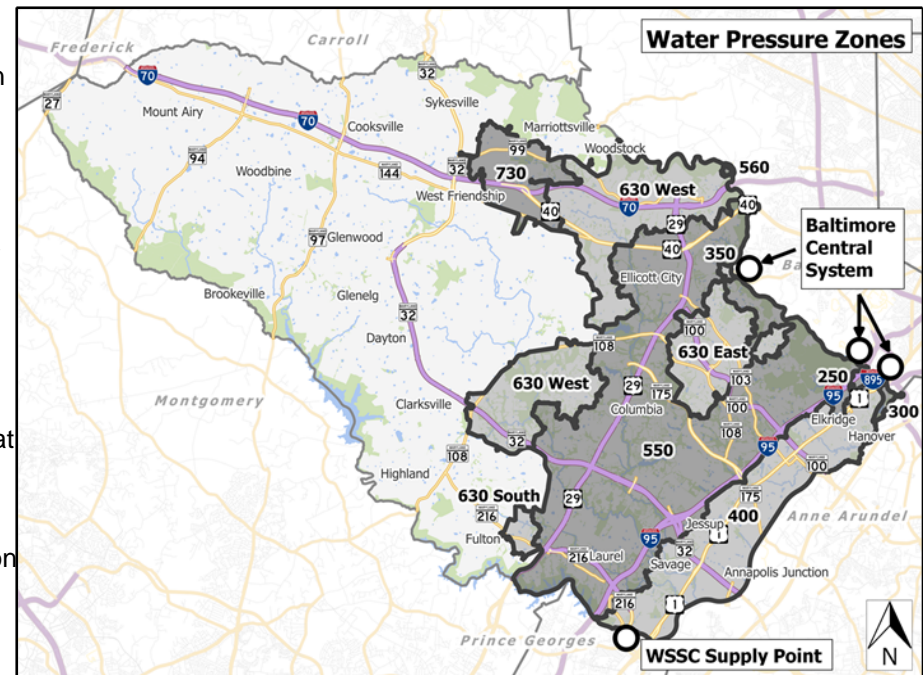 Water Pressure Zones
Frederick
Carroll
n
70
32
27
Mount Airy
Sykesville
70
Cooksville
Marriottsville
99
Woodstock
94
144
32
730
560
Woodbine
630 West
West Friendship
70
40
40
29
Baltimore
Central
System
97
Glenwood
40
350
Ba
Ellicott City
Brookeville
Glenelg
32
100
Dayton
108
630 East
630 West
29
175
103
250
895
95
1
300
Montgomery
Clarksville
Columbia
100
Elkridge
108
Hanover
at
32
95
108
550
100
Highland
175
630 South
29
400
216
Anne Arundel
Jessup
1
Fulton
95
on
216
Laurel
32
Savage
Annapolis Junction
216
1
Prince Georges
WSSC Supply Point
N